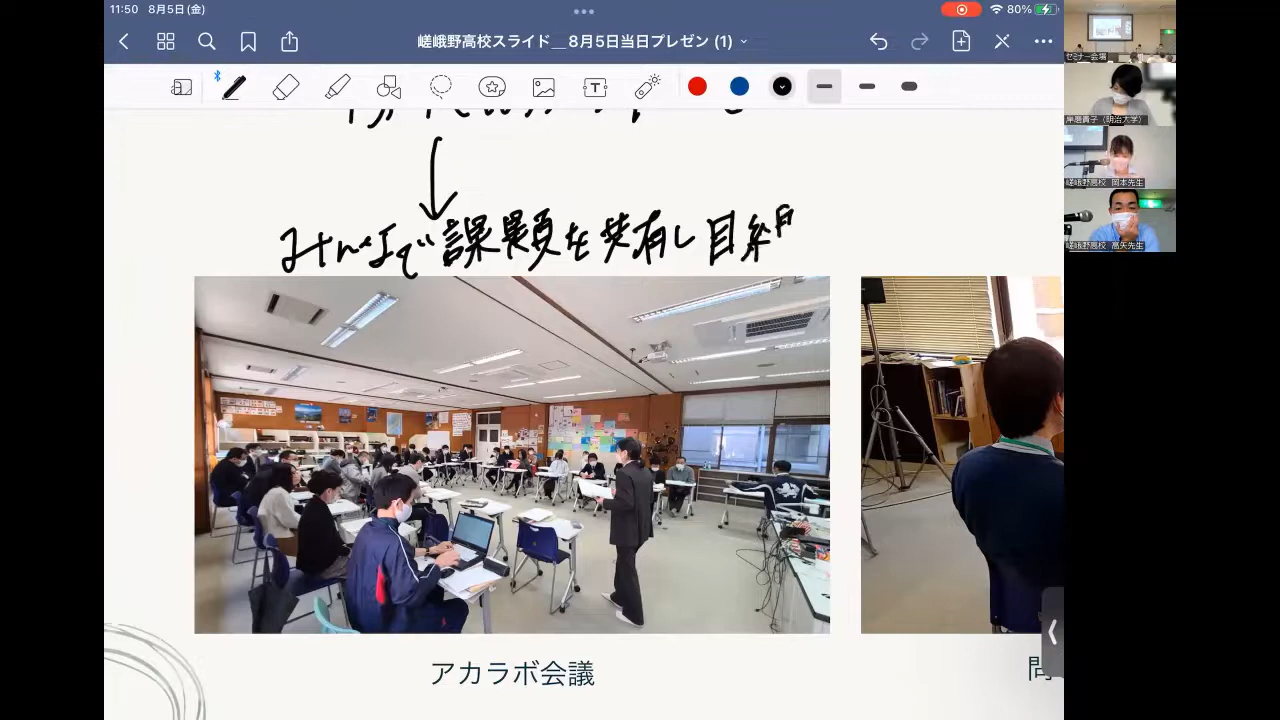 11:50 8月5日(金)
80%
嵯峨野高校スライド__8月5日当日プレゼン (1)
セミナー会場
岸磨貴子（明治大学）
嵯峨野高校 岡本先生
嵯峨野高校 高矢先生
みんなで課題を共有し目線
アカラボ会議
問